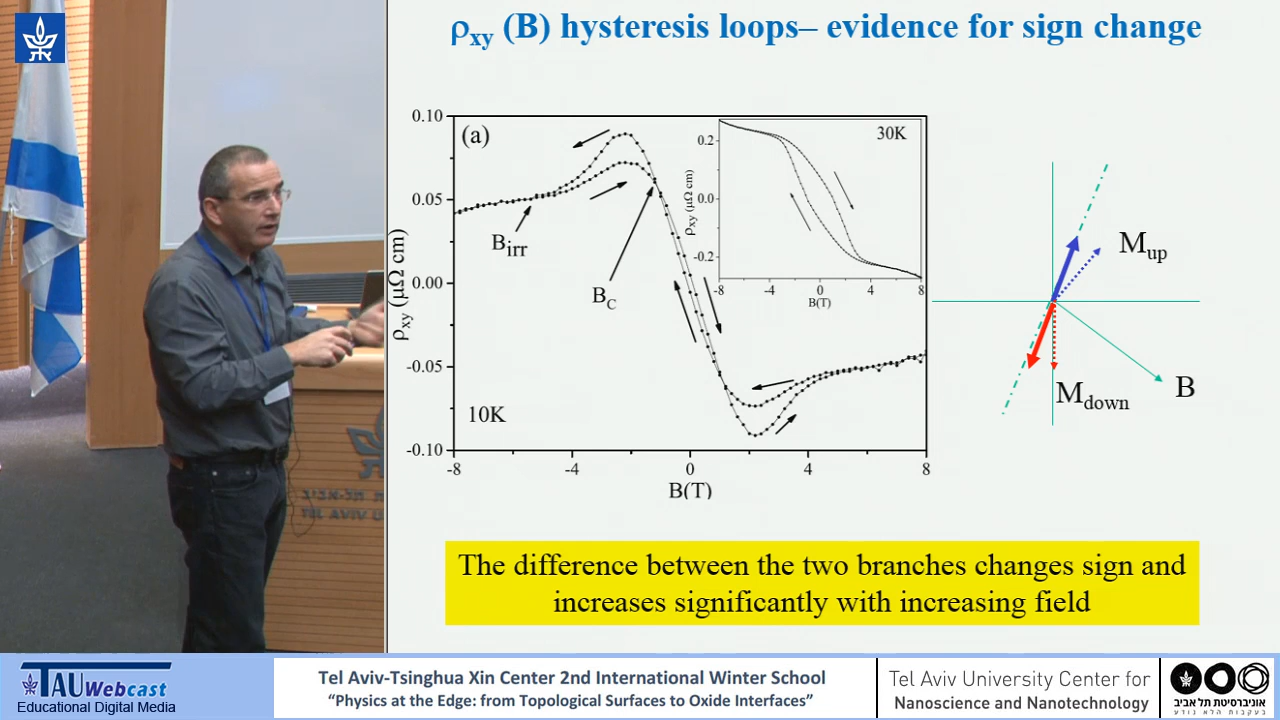 ρxy (B) hysteresis loops– evidence for sign change
(a)
0.10
0.05
0.00
-0.05
-0.10
ρxy (μΩ cm)
-8
-4
0
4
8
B(T)
Birr
BC
10K
30K
0.2
0.0
-0.2
ρxy (μΩ cm)
-8
-4
0
4
8
B(T)
Mup
Mdown
B
The difference between the two branches changes sign and
increases significantly with increasing field
TEL AVIV U
TAU Webcast
Educational Digital Media
Tel Aviv-Tsinghua Xin Center 2nd International Winter School
“Physics at the Edge: from Topological Surfaces to Oxide Interfaces”
Tel Aviv University Center for
Nanoscience and Nanotechnology
אוניברסיטת תל אביב